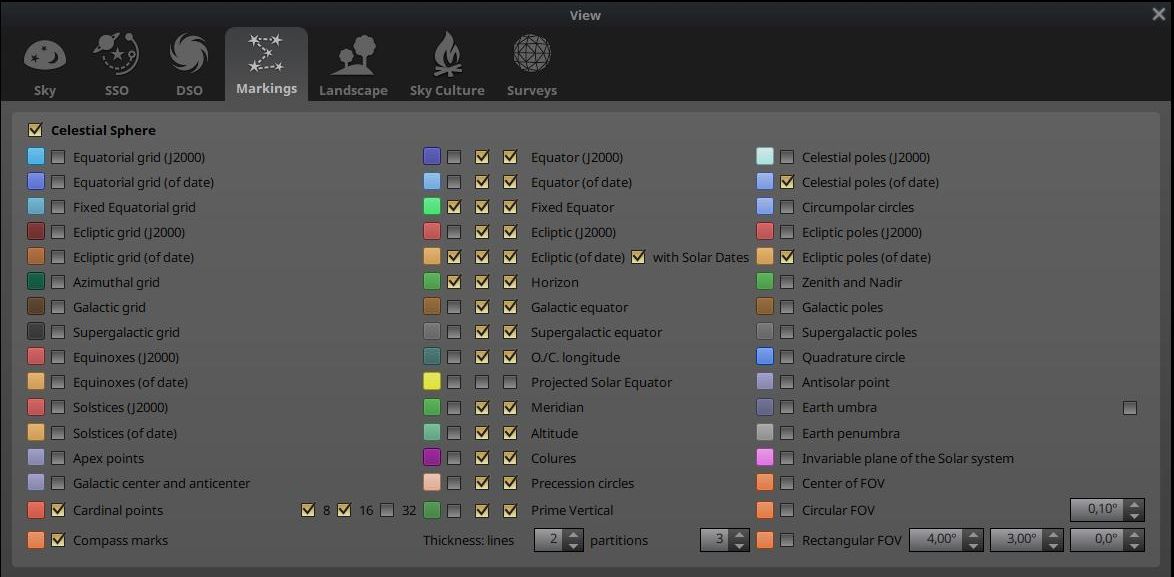 View
Sky SSO DSO Markings Landscape Sky Culture Surveys
Celestial Sphere
Equatorial grid (J2000) Equator (J2000) Celestial poles (J2000)
Equatorial grid (of date) Equator (of date) Celestial poles (of date)
Fixed Equatorial grid Fixed Equator Circumpolar circles
Ecliptic grid (J2000) Ecliptic (J2000) Ecliptic poles (J2000)
Ecliptic grid (of date) Ecliptic (of date) with Solar Dates Ecliptic poles (of date)
Azimuthal grid Horizon Zenith and Nadir
Galactic grid Galactic equator Galactic poles
Supergalactic grid Supergalactic equator Supergalactic poles
Equinoxes (J2000) O./C. longitude Quadrature circle
Equinoxes (of date) Projected Solar Equator Antisolar point
Solstices (J2000) Meridian Earth umbra
Solstices (of date) Altitude Earth penumbra
Apex points Colures Invariable plane of the Solar system
Galactic center and anticenter Precession circles Center of FOV
Cardinal points 8 16 32 Prime Vertical Circular FOV 0,10°
Compass marks Thickness: lines 2 partitions 3 Rectangular FOV 4,00° 3,00° 0,0°